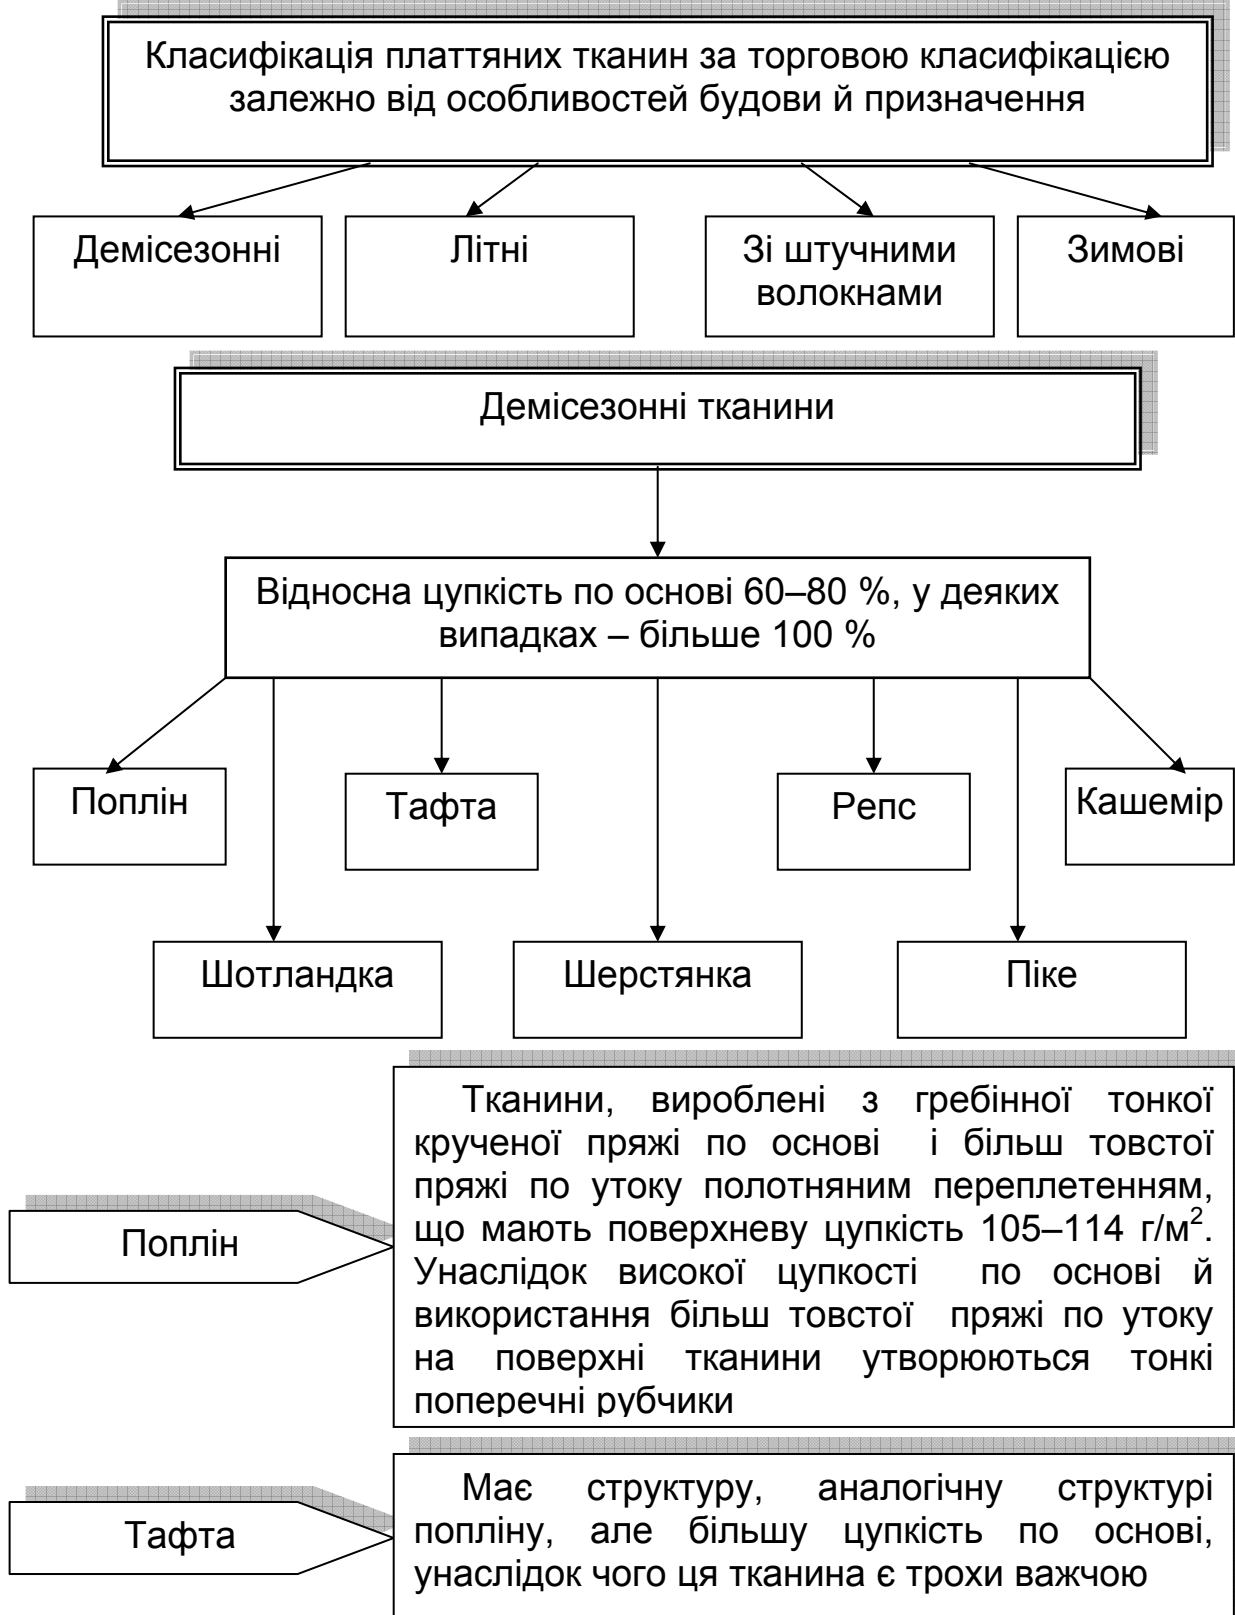 Класифікація платтяних тканин за торговою класифікацією
залежно від особливостей будови й призначення
Демісезонні
Літні
Зі штучними
волокнами
Зимові
Демісезонні тканини
Відносна цупкість по основі 60–80 %, у деяких
випадках – більше 100 %
Поплін
Тафта
Репс
Кашемір
Шотландка
Шерстянка
Піке
Поплін
Тканини, вироблені з гребінної тонкої
крученої пряжі по основі і більш товстої
пряжі по утоку полотняним переплетенням,
що мають поверхневу цупкість 105–114 г/м².
Унаслідок високої цупкості по основі й
використання більш товстої пряжі по утоку
на поверхні тканини утворюються тонкі
поперечні рубчики
Тафта
Має структуру, аналогічну структурі
попліну, але більшу цупкість по основі,
унаслідок чого ця тканина є трохи важчою